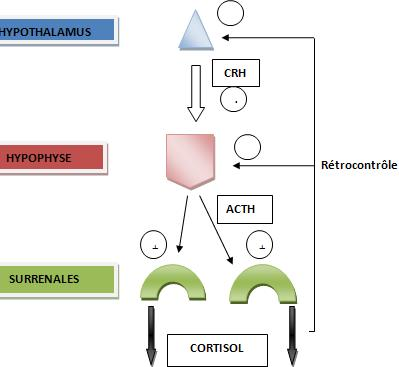 HYPOTHALAMUS
CRH
HYPOPHYSE
Rétrocontrôle
ACTH
SURRENALES
CORTISOL